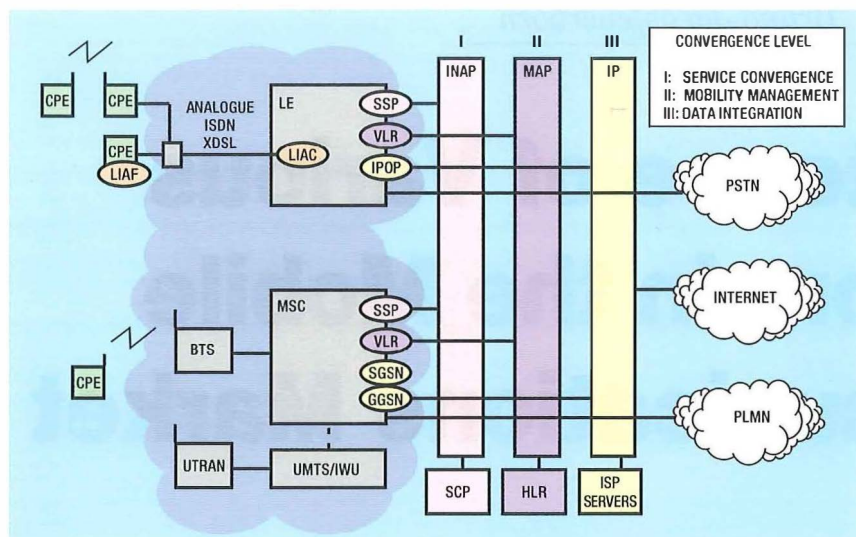 I
II
III
CONVERGENCE LEVEL
I: SERVICE CONVERGENCE
II: MOBILITY MANAGEMENT
III: DATA INTEGRATION
INAP
MAP
IP
CPE
CPE
ANALOGUE
ISDN
XDSL
LE
SSP
VLR
LIAC
IPOP
CPE
LIAF
PSTN
INTERNET
MSC
SSP
VLR
SGSN
GGSN
BTS
CPE
PLMN
UTRAN
UMTS/IWU
SCP
HLR
ISP
SERVERS